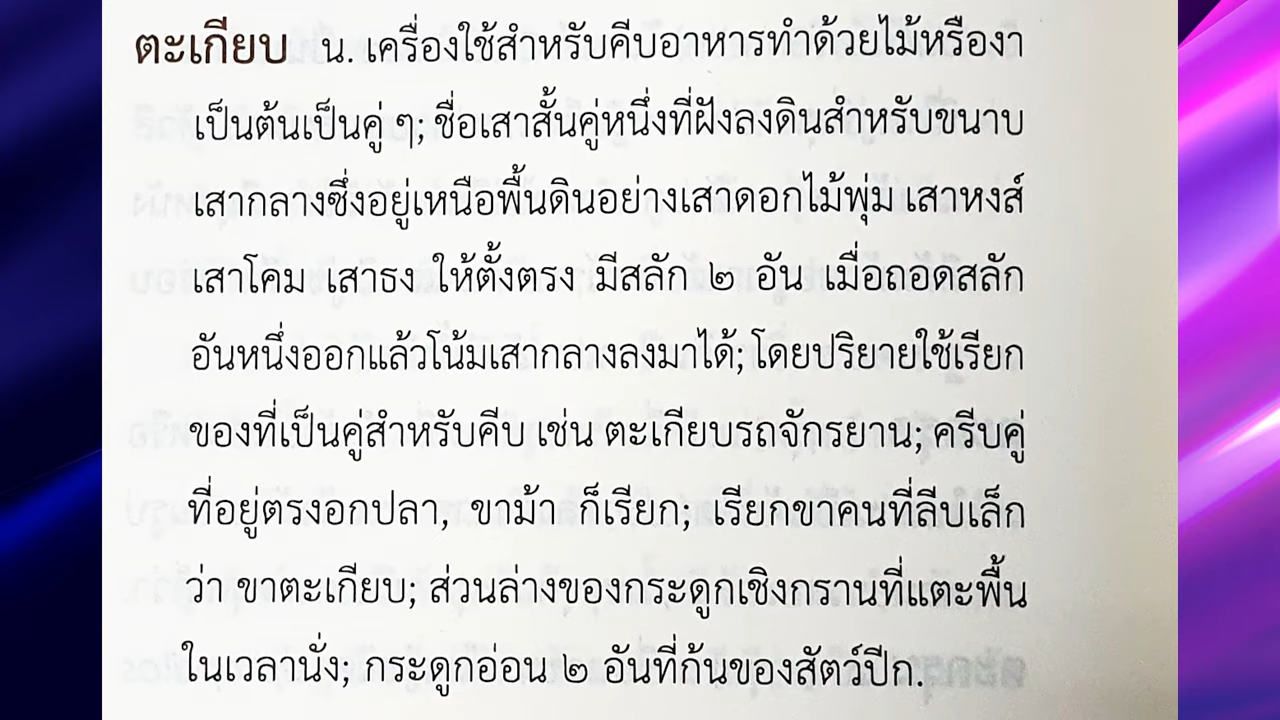 ตะเกียบ น. เครื่องใช้สำหรับคีบอาหารทำด้วยไม้หรืองา
เป็นต้นเป็นคู่ ๆ; ชื่อเสาสั้นคู่หนึ่งที่ฝังลงดินสำหรับขนาบ
เสากลางซึ่งอยู่เหนือพื้นดินอย่างเสาดอกไม้พุ่ม เสาหงส์
เสาโคม เสาธง ให้ตั้งตรง มีสลัก ๒ อัน เมื่อถอดสลัก
อันหนึ่งออกแล้วโน้มเสากลางลงมาได้; โดยปริยายใช้เรียก
ของที่เป็นคู่สำหรับคีบ เช่น ตะเกียบรถจักรยาน; ครีบคู่
ที่อยู่ตรงอกปลา, ขาม้า ก็เรียก; เรียกขาคนที่ลีบเล็ก
ว่า ขาตะเกียบ; ส่วนล่างของกระดูกเชิงกรานที่แตะพื้น
ในเวลานั่ง; กระดูกอ่อน ๒ อันที่ก้นของสัตว์ปีก.